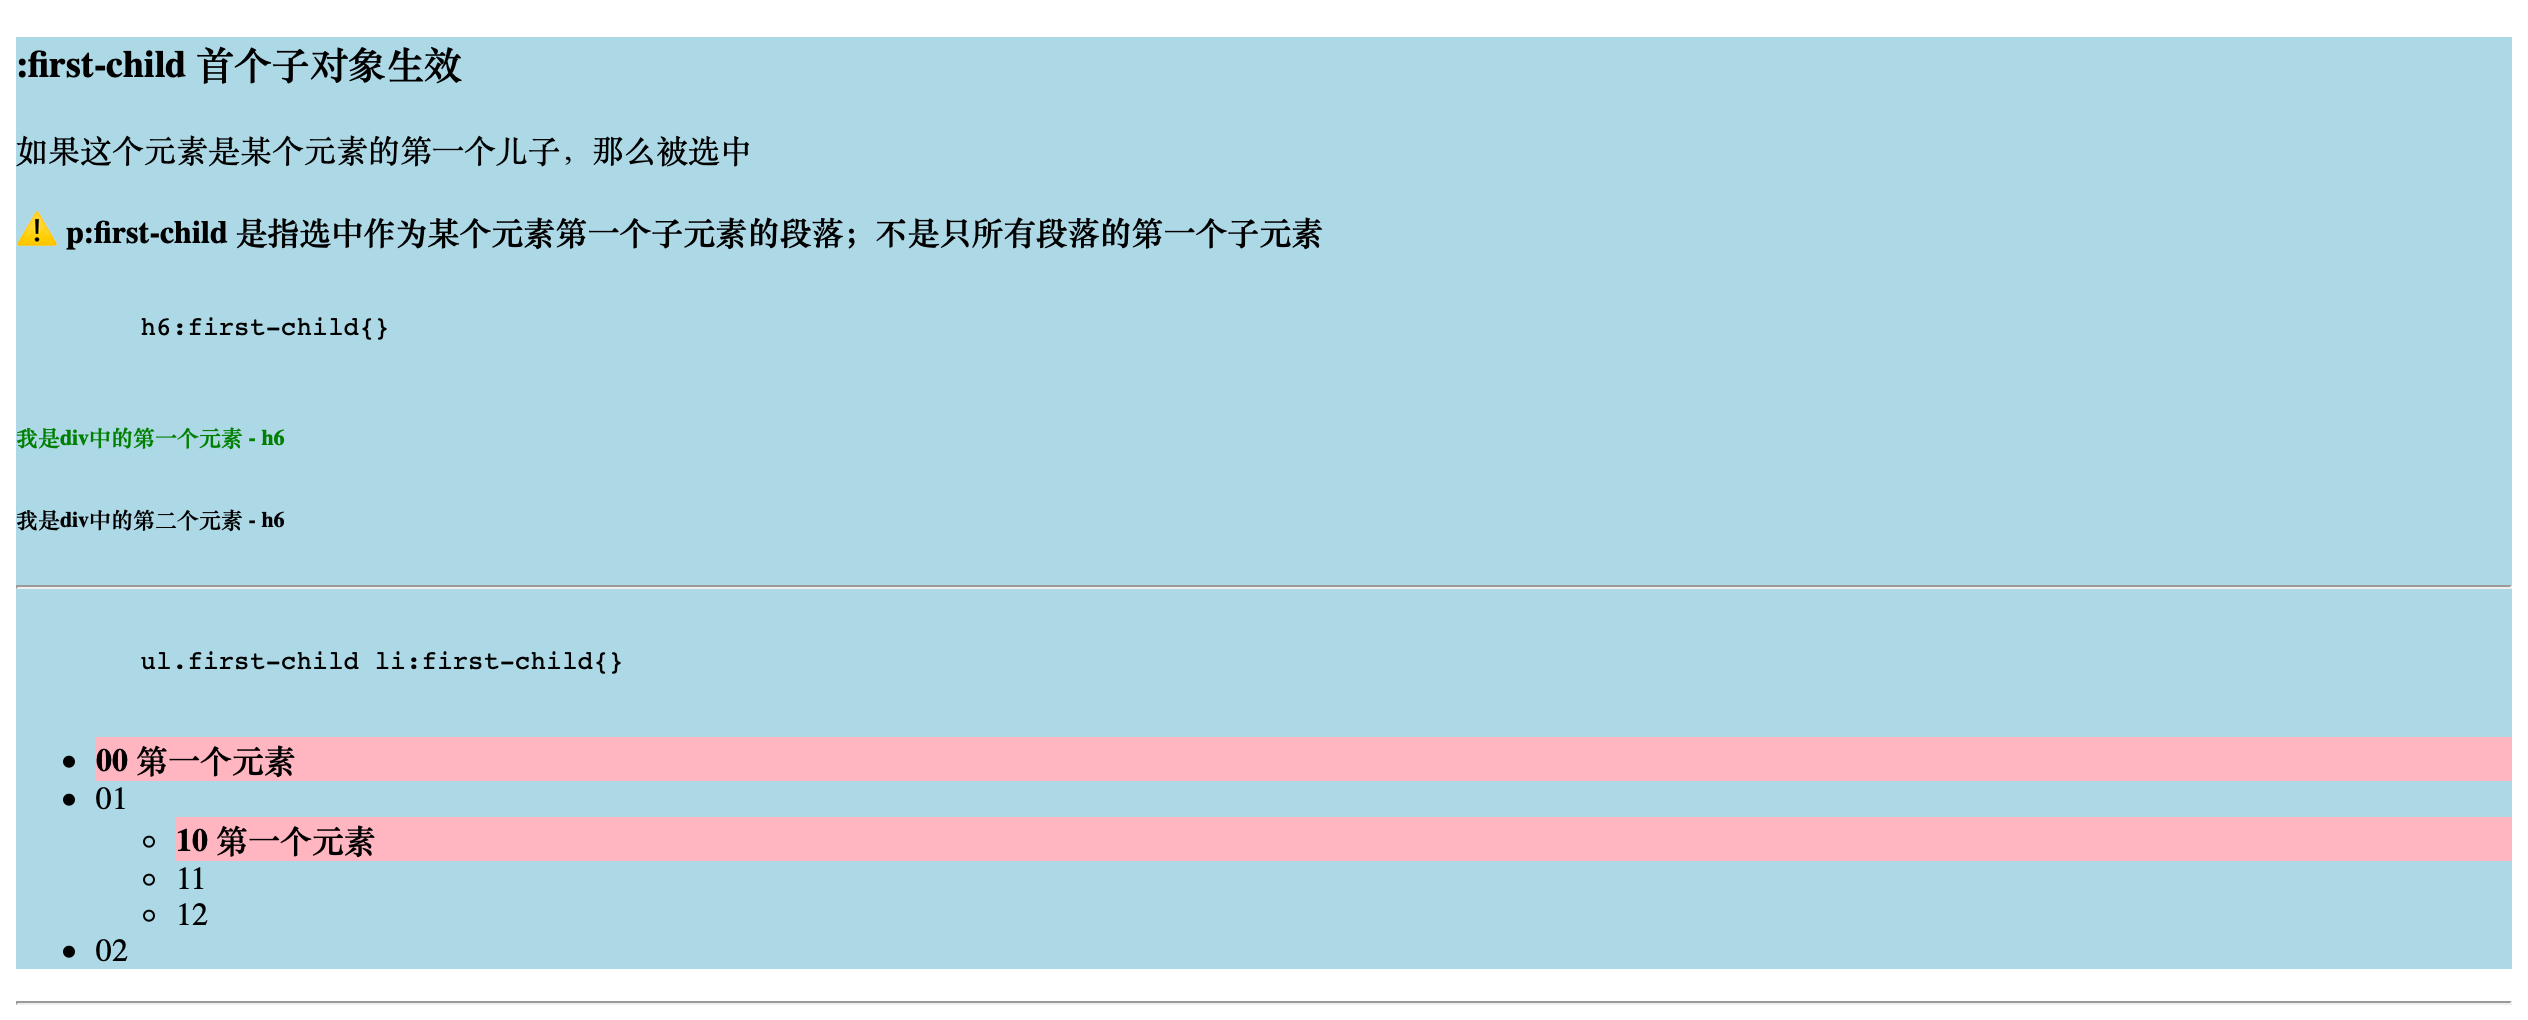 :first-child 首个子对象生效
如果这个元素是某个元素的第一个儿子，那么被选中
⚠️ p:first-child 是指选中作为某个元素第一个子元素的段落；不是只所有段落的第一个子元素
h6:first-child{}
我是div中的第一个元素 - h6
我是div中的第二个元素 - h6
ul.first-child li:first-child{}
00 第一个元素
01
10 第一个元素
11
12
02